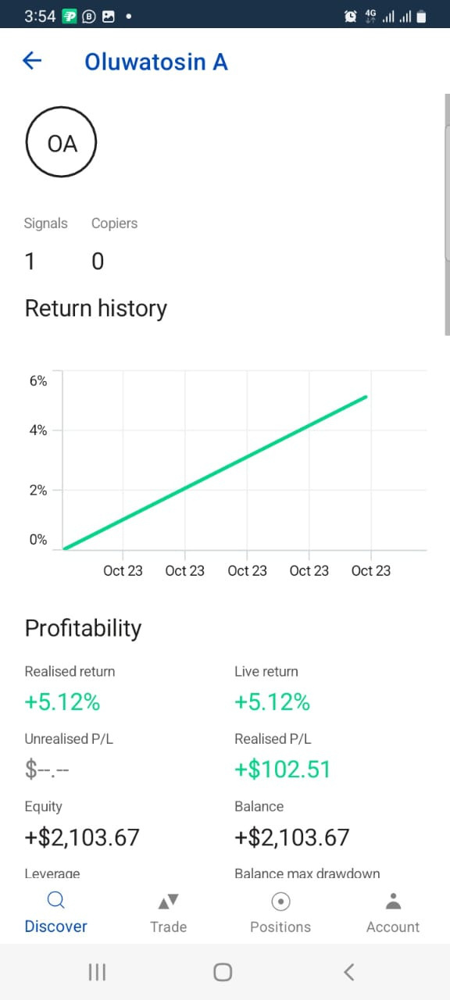 3:54
4G
Oluwatosin A
OA
Signals Copiers
1 0
Return history
6%
4%
2%
0%
Oct 23 Oct 23 Oct 23 Oct 23 Oct 23
Profitability
Realised return Live return
+5.12% +5.12%
Unrealised P/L Realised P/L
$--.-- +$102.51
Equity Balance
+$2,103.67 +$2,103.67
Leverage Balance max drawdown
Discover Trade Positions Account